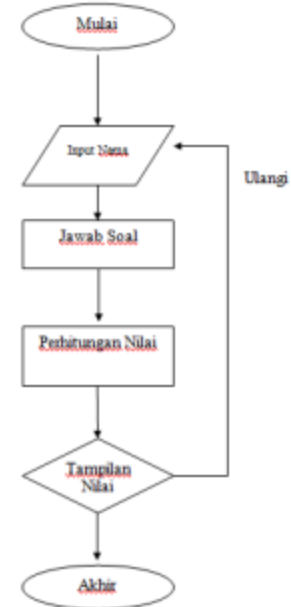 Mulai
Input Nama
Ulangi
Jawab Soal
Perhitungan Nilai
Tampilan
Nilai
Akhir